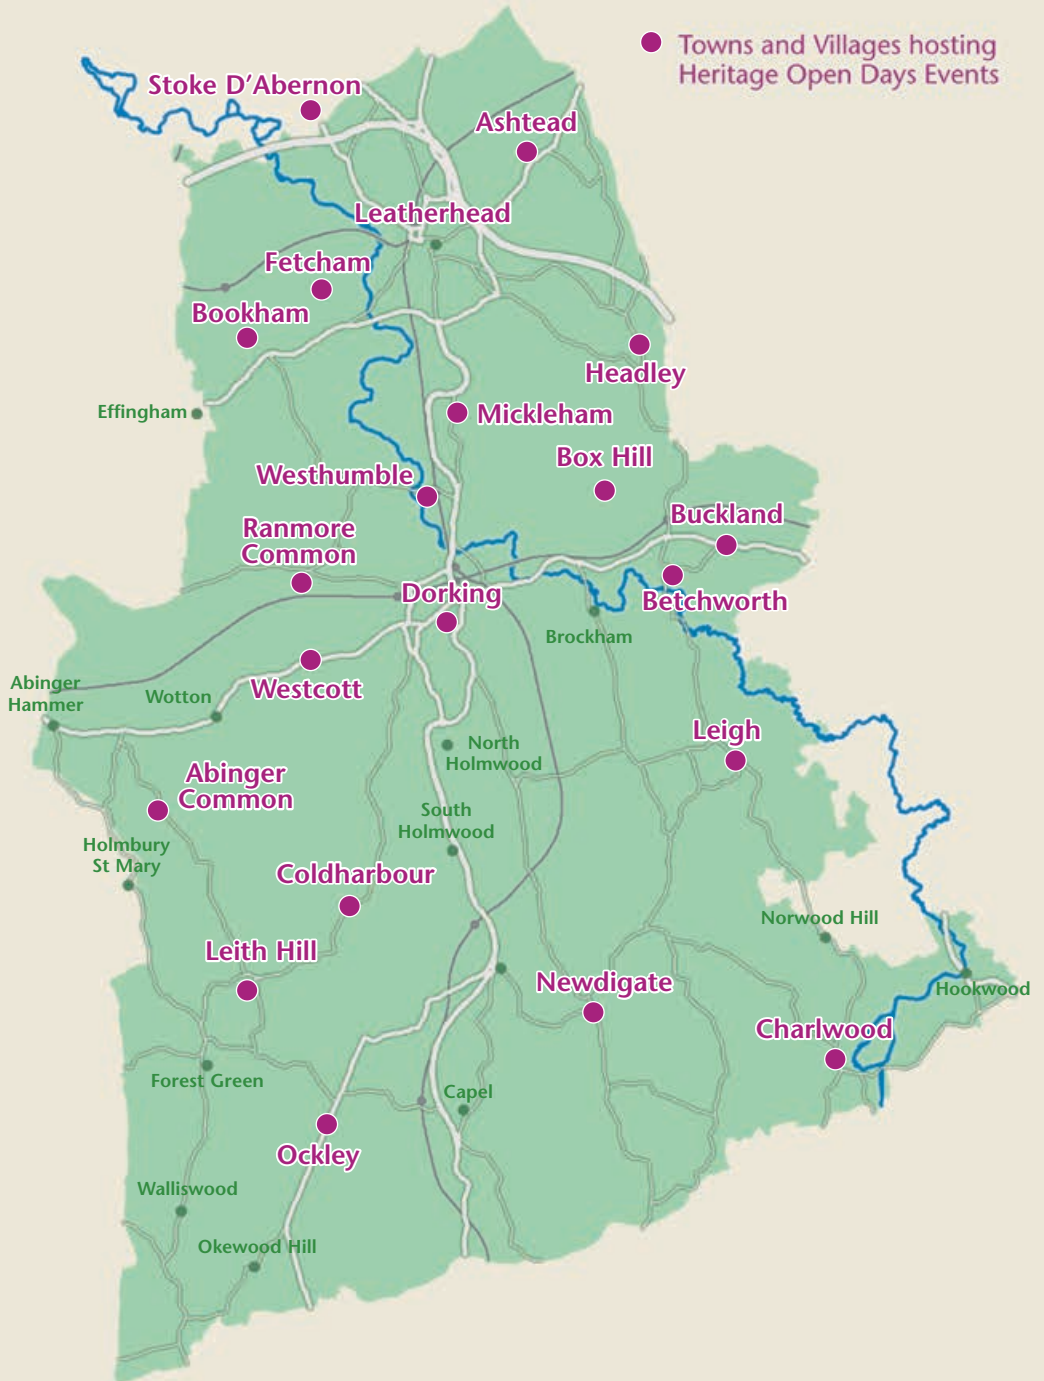 Towns and Villages hosting
Heritage Open Days Events
Stoke D’Abernon
Ashtead
Leatherhead
Fetcham
Bookham
Headley
Effingham
Mickleham
Box Hill
Westhumble
Buckland
Ranmore
Common
Dorking
Betchworth
Brockham
Abinger
Hammer
Wotton
Westcott
Leigh
North
Holmwood
Abinger
Common
South
Holmwood
Holmbury
St Mary
Coldharbour
Norwood Hill
Leith Hill
Newdigate
Hookwood
Charlwood
Forest Green
Capel
Ockley
Walliswood
Okewood Hill